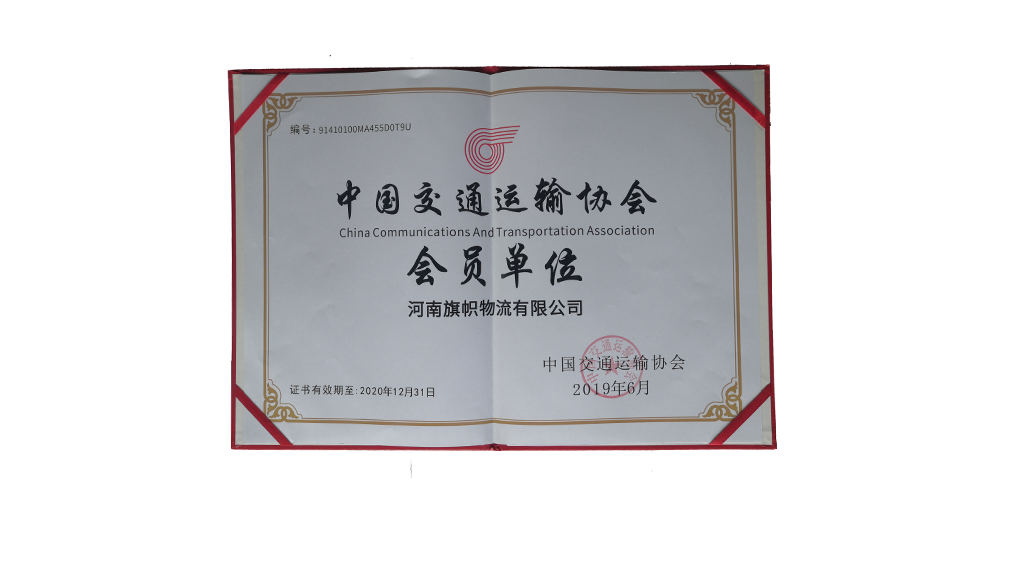 编号：91410100MA455D0T9U
中国交通运输协会
China Communications And Transportation Association
会员单位
河南旗帜物流有限公司
中国交通运输协会
2019年6月
证书有效期至：2020年12月31日